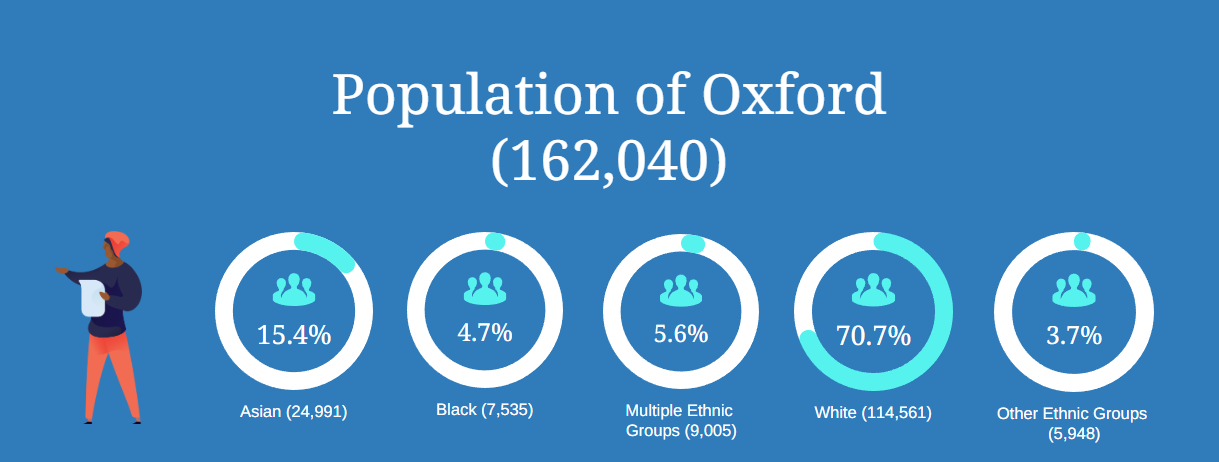 Population of Oxford
(162,040)
15.4%
4.7%
5.6%
70.7%
3.7%
Asian (24,991)
Black (7,535)
Multiple Ethnic
Groups (9,005)
White (114,561)
Other Ethnic Groups
(5,948)